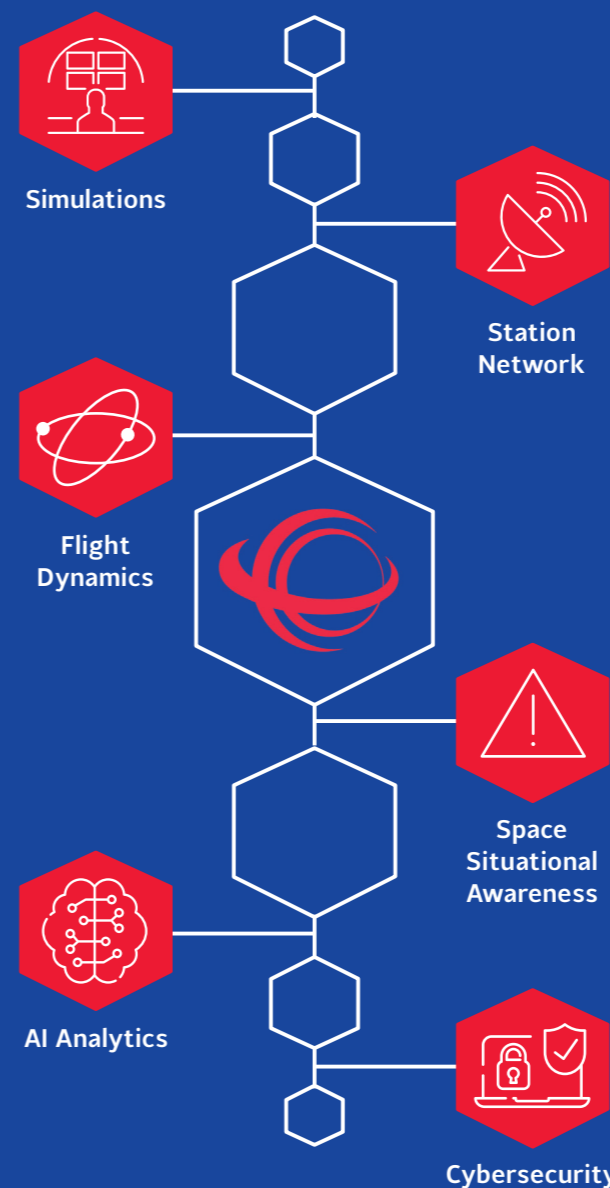 Simulations
Station
Network
Flight
Dynamics
Space
Situational
Awareness
AI Analytics
Cybersecurity